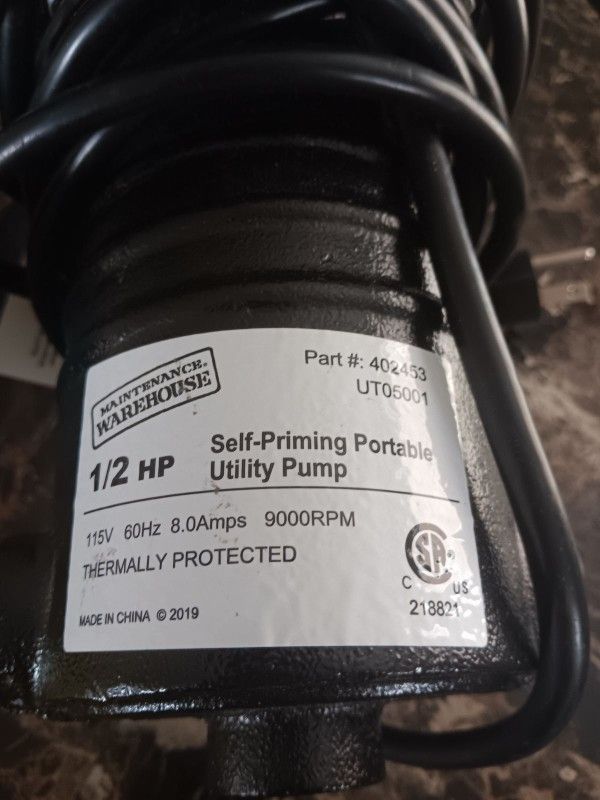 MAINTENANCE®
WAREHOUSE
Part #: 402453
UT05001
1/2 HP
Self-Priming Portable
Utility Pump
115V 60Hz 8.0Amps 9000RPM
THERMALLY PROTECTED
SA®
C US
218821
MADE IN CHINA © 2019